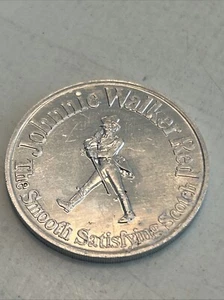 Johnnie Walker Red
The Smooth Satisfying Scotch